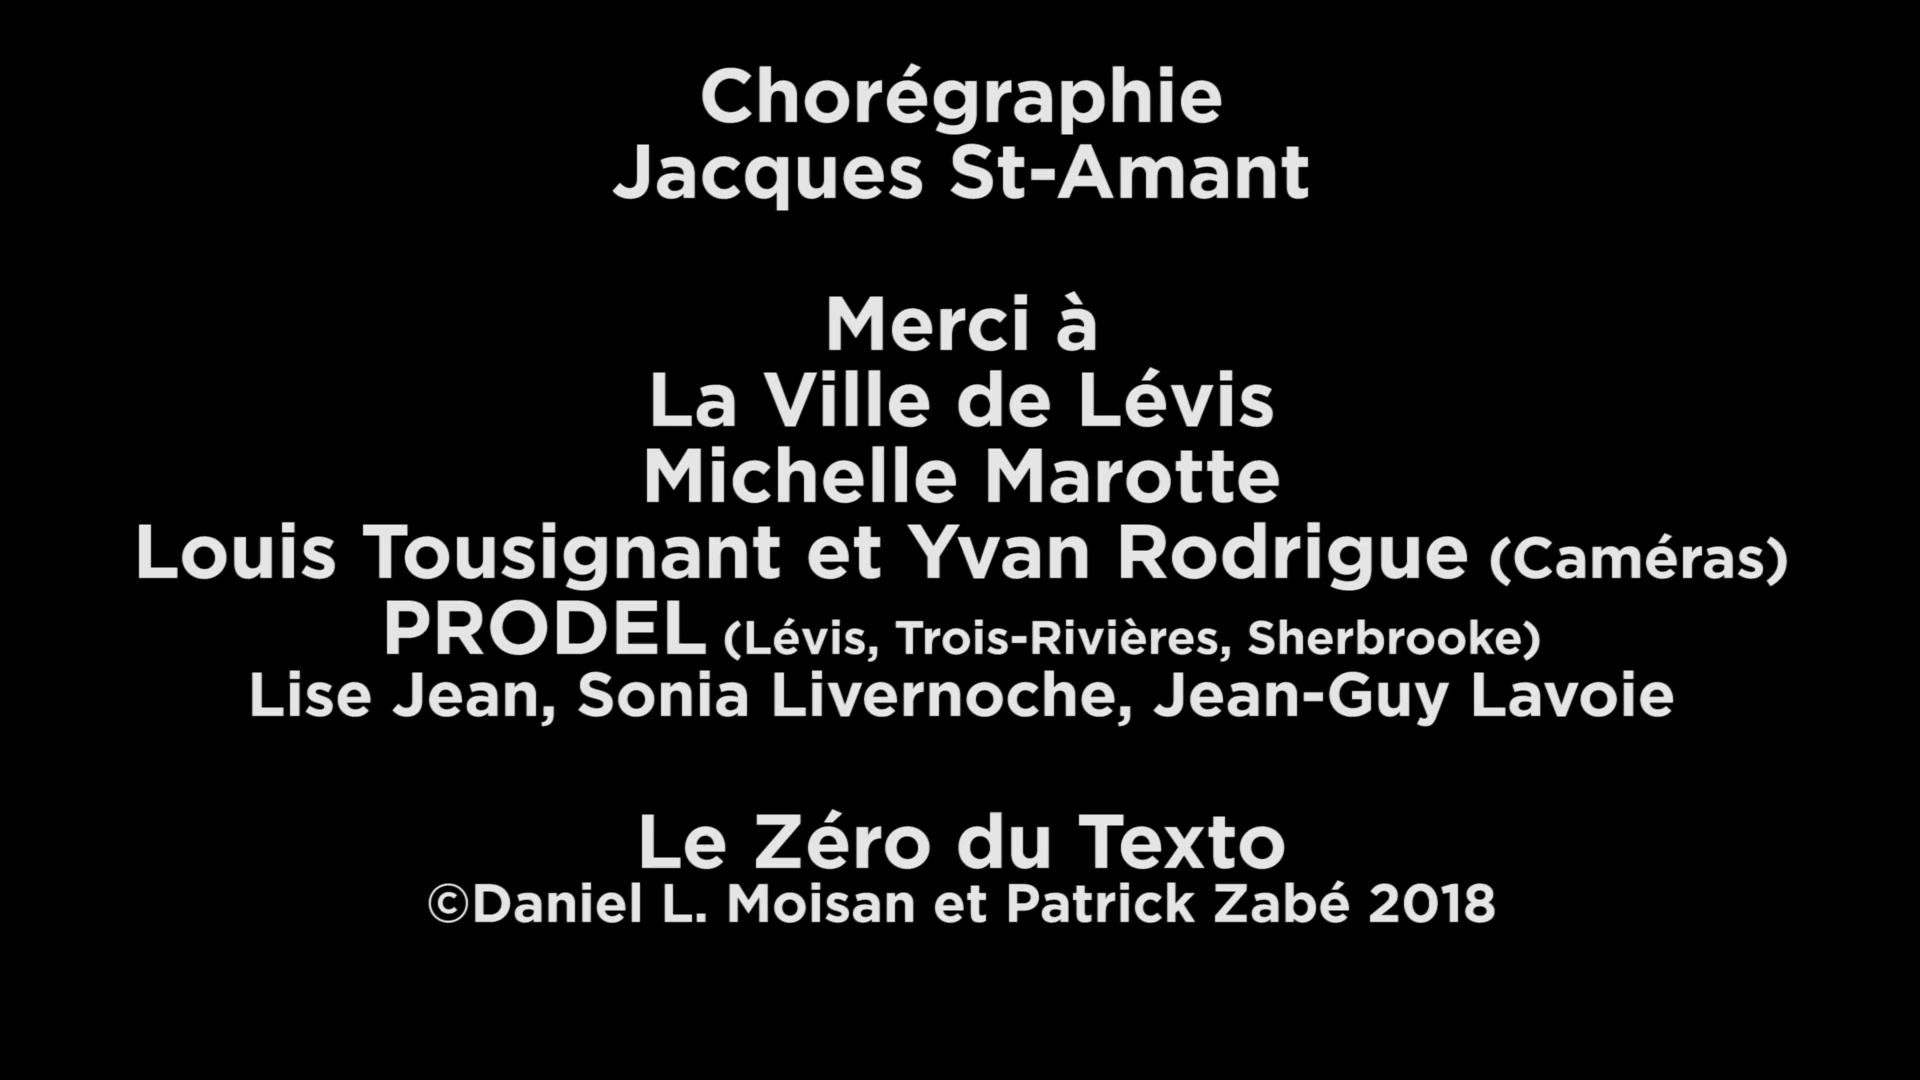 Chorégraphie
Jacques St-Amant
Merci à
La Ville de Lévis
Michelle Marotte
Louis Tousignant et Yvan Rodrigue (Caméras)
PRODEL (Lévis, Trois-Rivières, Sherbrooke)
Lise Jean, Sonia Livernoche, Jean-Guy Lavoie
Le Zéro du Texto
©Daniel L. Moisan et Patrick Zabé 2018